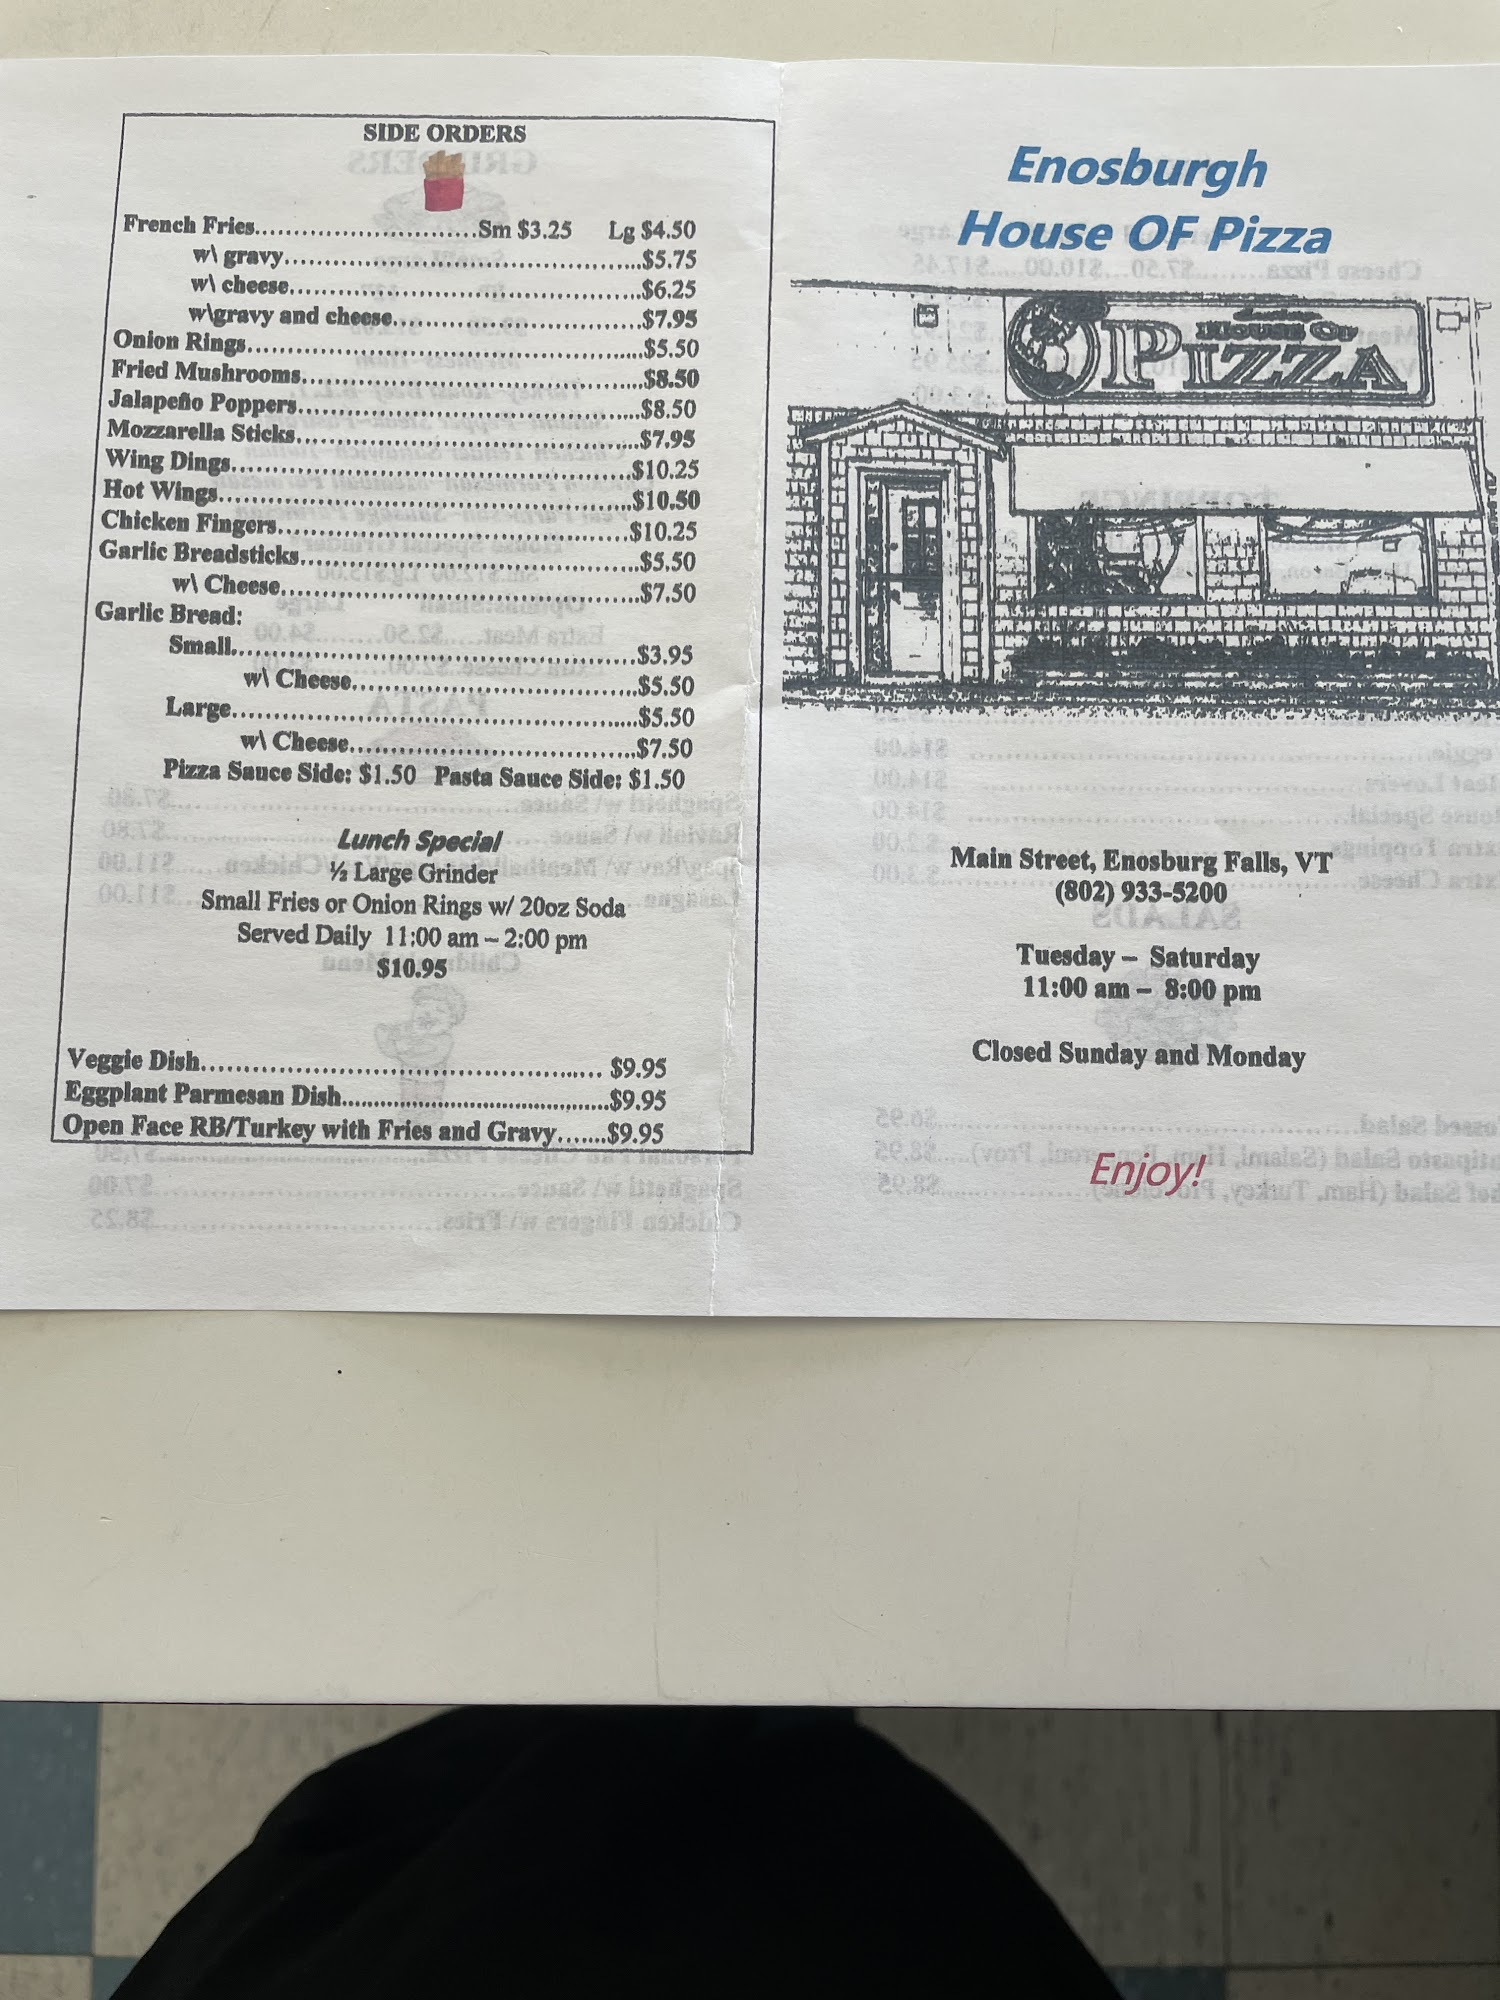 SIDE ORDERS
French Fries..............................Sm $3.25 Lg $4.50
w\ gravy.................................................$5.75
w\ cheese................................................$6.25
w\gravy and cheese..................................$7.95
Onion Rings......................................................$5.50
Fried Mushrooms..............................................$8.50
Jalapeño Poppers..............................................$8.50
Mozzarella Sticks..............................................$7.95
Wing Dings......................................................$10.25
Hot Wings........................................................$10.50
Chicken Fingers................................................$10.25
Garlic Breadsticks..............................................$5.50
w\ Cheese.................................................$7.50
Garlic Bread:
Small......................................................$3.95
w\ Cheese.......................................$5.50
Large......................................................$5.50
w\ Cheese.......................................$7.50
Pizza Sauce Side: $1.50 Pasta Sauce Side: $1.50
Lunch Special
½ Large Grinder
Small Fries or Onion Rings w/ 20oz Soda
Served Daily 11:00 am – 2:00 pm
$10.95
Veggie Dish....................................................... $9.95
Eggplant Parmesan Dish.....................................$9.95
Open Face RB/Turkey with Fries and Gravy.......$9.95
Enosburgh
House OF Pizza
House Of
Pizza
Main Street, Enosburg Falls, VT
(802) 933-5200
Tuesday – Saturday
11:00 am – 8:00 pm
Closed Sunday and Monday
Enjoy!